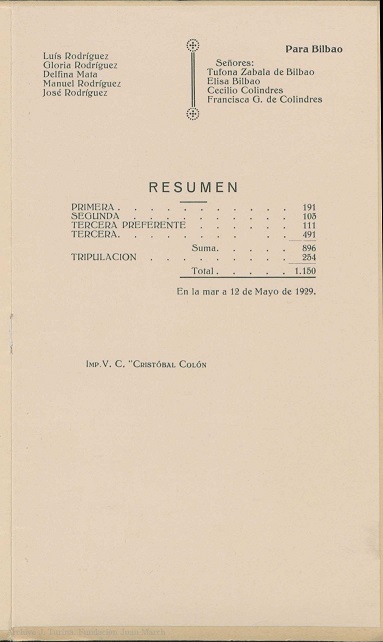 Luís Rodríguez
Gloria Rodríguez
Delfina Mata
Manuel Rodríguez
José Rodríguez
Para Bilbao
Señores:
Tufona Zabala de Bilbao
Elisa Bilbao
Cecilio Colindres
Francisca G. de Colindres
RESUMEN
PRIMERA . . . . . . . . . . 191
SEGUNDA . . . . . . . . . 103
TERCERA PREFERENTE . . . . . . 111
TERCERA. . . . . . . . . . 491
Suma. . . . . 896
TRIPULACION . . . . . . . . 254
Total . . . . . 1.150
En la mar a 12 de Mayo de 1929.
IMP. V. C. "CRISTÓBAL COLÓN